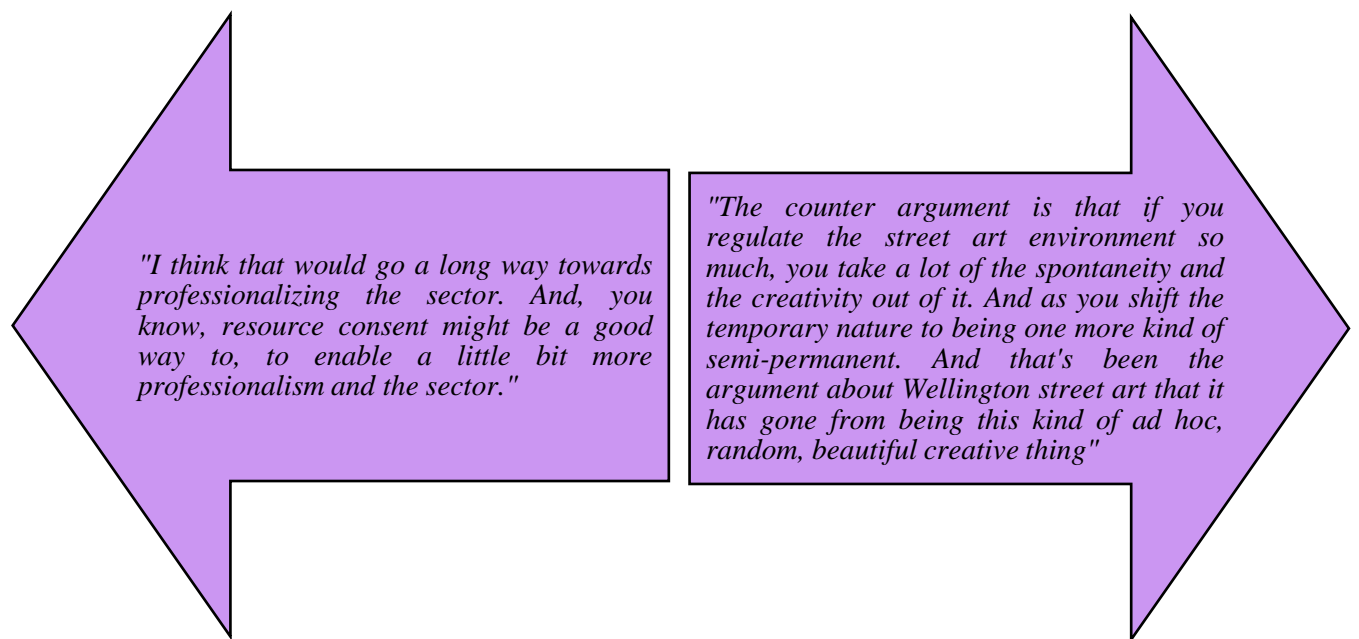 "I think that would go a long way towards
professionalizing the sector. And, you
know, resource consent might be a good
way to, to enable a little bit more
professionalism and the sector."
"The counter argument is that if you
regulate the street art environment so
much, you take a lot of the spontaneity and
the creativity out of it. And as you shift the
temporary nature to being one more kind of
semi-permanent. And that's been the
argument about Wellington street art that it
has gone from being this kind of ad hoc,
random, beautiful creative thing"